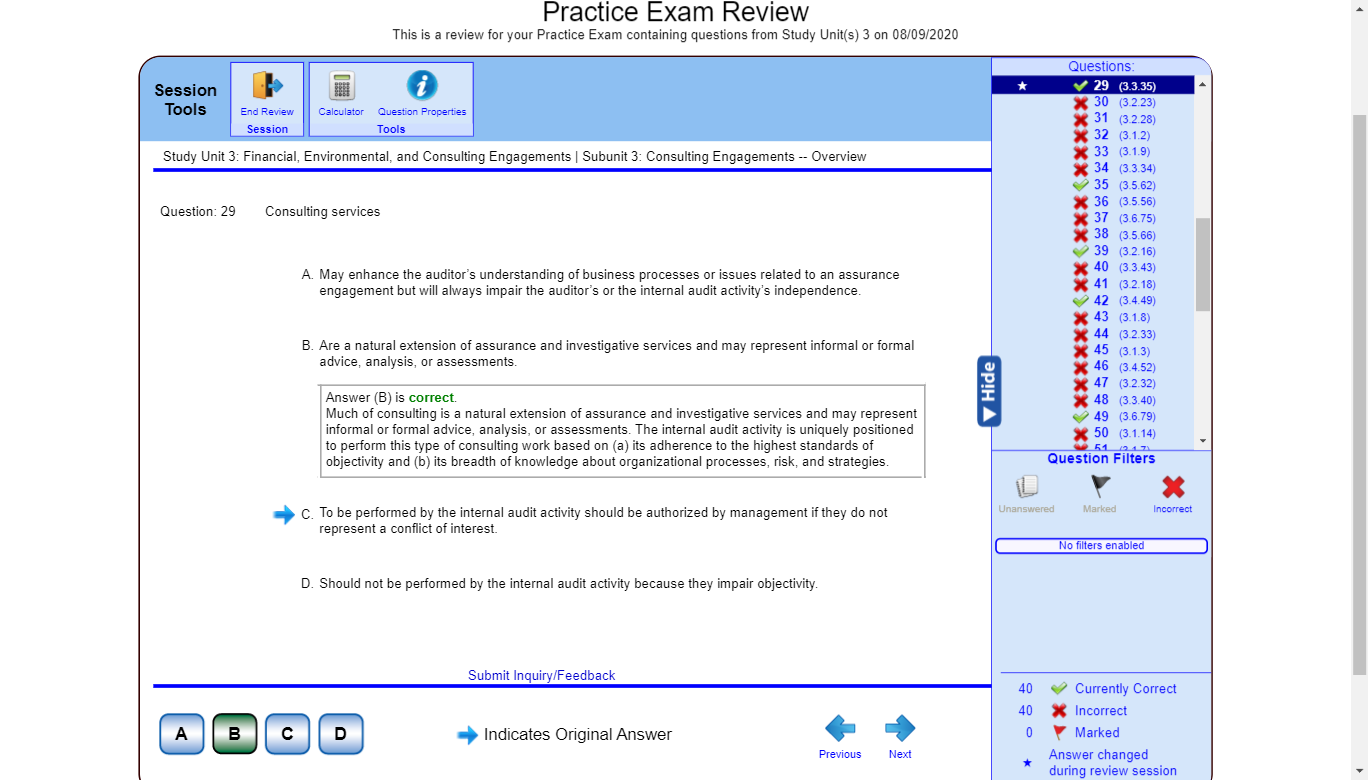 Practice Exam Review
This is a review for your Practice Exam containing questions from Study Unit(s) 3 on 08/09/2020
Session
Tools
End Review
Session
Calculator
Question Properties
Tools
Study Unit 3: Financial, Environmental, and Consulting Engagements | Subunit 3: Consulting Engagements -- Overview
Question: 29 Consulting services
A. May enhance the auditor's understanding of business processes or issues related to an assurance
engagement but will always impair the auditor's or the internal audit activity's independence.
B. Are a natural extension of assurance and investigative services and may represent informal or formal
advice, analysis, or assessments.
Answer (B) is correct.
Much of consulting is a natural extension of assurance and investigative services and may represent
informal or formal advice, analysis, or assessments. The internal audit activity is uniquely positioned
to perform this type of consulting work based on (a) its adherence to the highest standards of
objectivity and (b) its breadth of knowledge about organizational processes, risk, and strategies.
C. To be performed by the internal audit activity should be authorized by management if they do not
represent a conflict of interest.
D. Should not be performed by the internal audit activity because they impair objectivity.
Submit Inquiry/Feedback
A B C D
Indicates Original Answer
Previous
Next
Questions:
29 (3.3.35)
30 (3.2.23)
31 (3.2.28)
32 (3.1.2)
33 (3.1.9)
34 (3.3.34)
35 (3.5.62)
36 (3.5.56)
37 (3.6.75)
38 (3.5.66)
39 (3.2.16)
40 (3.3.43)
41 (3.2.18)
42 (3.4.49)
43 (3.1.8)
44 (3.2.33)
45 (3.1.3)
46 (3.4.52)
47 (3.2.32)
48 (3.3.40)
49 (3.6.79)
50 (3.1.14)
51 (3.1.7)
Hide
Question Filters
Unanswered
Marked
Incorrect
No filters enabled
40 Currently Correct
40 Incorrect
0 Marked
Answer changed
during review session